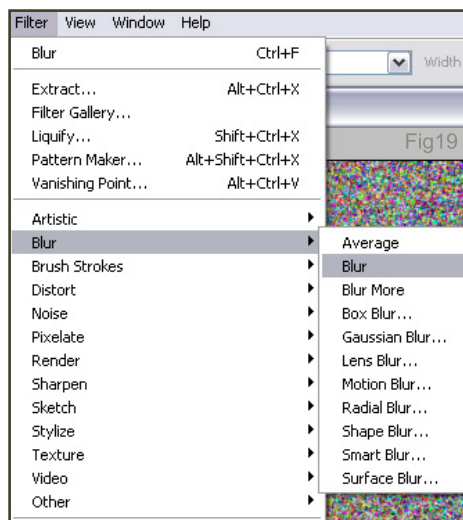 Filter View Window Help
Blur Ctrl+F
Width
Extract... Alt+Ctrl+X
Filter Gallery...
Liquify... Shift+Ctrl+X
Fig19
Pattern Maker... Alt+Shift+Ctrl+X
Vanishing Point... Alt+Ctrl+V
Artistic
Blur
Brush Strokes
Distort
Noise
Pixelate
Render
Sharpen
Sketch
Stylize
Texture
Video
Other
Average
Blur
Blur More
Box Blur...
Gaussian Blur...
Lens Blur...
Motion Blur...
Radial Blur...
Shape Blur...
Smart Blur...
Surface Blur...